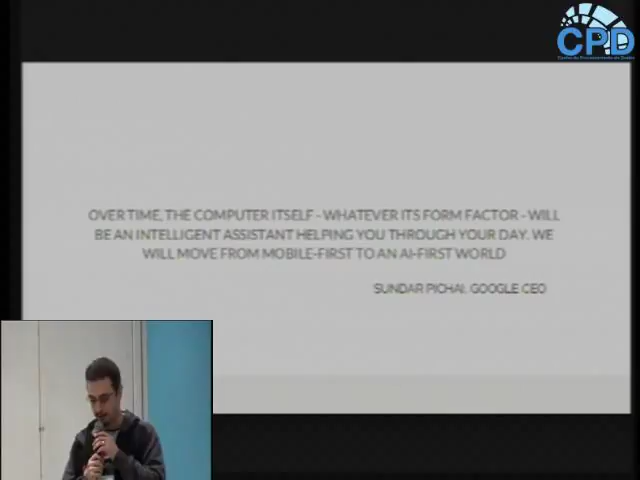 CPD
OVER TIME, THE COMPUTER ITSELF - WHATEVER ITS FORM FACTOR - WILL
BE AN INTELLIGENT ASSISTANT HELPING YOU THROUGH YOUR DAY. WE
WILL MOVE FROM MOBILE-FIRST TO AN AI-FIRST WORLD
SUNDAR PICHAI, GOOGLE CEO